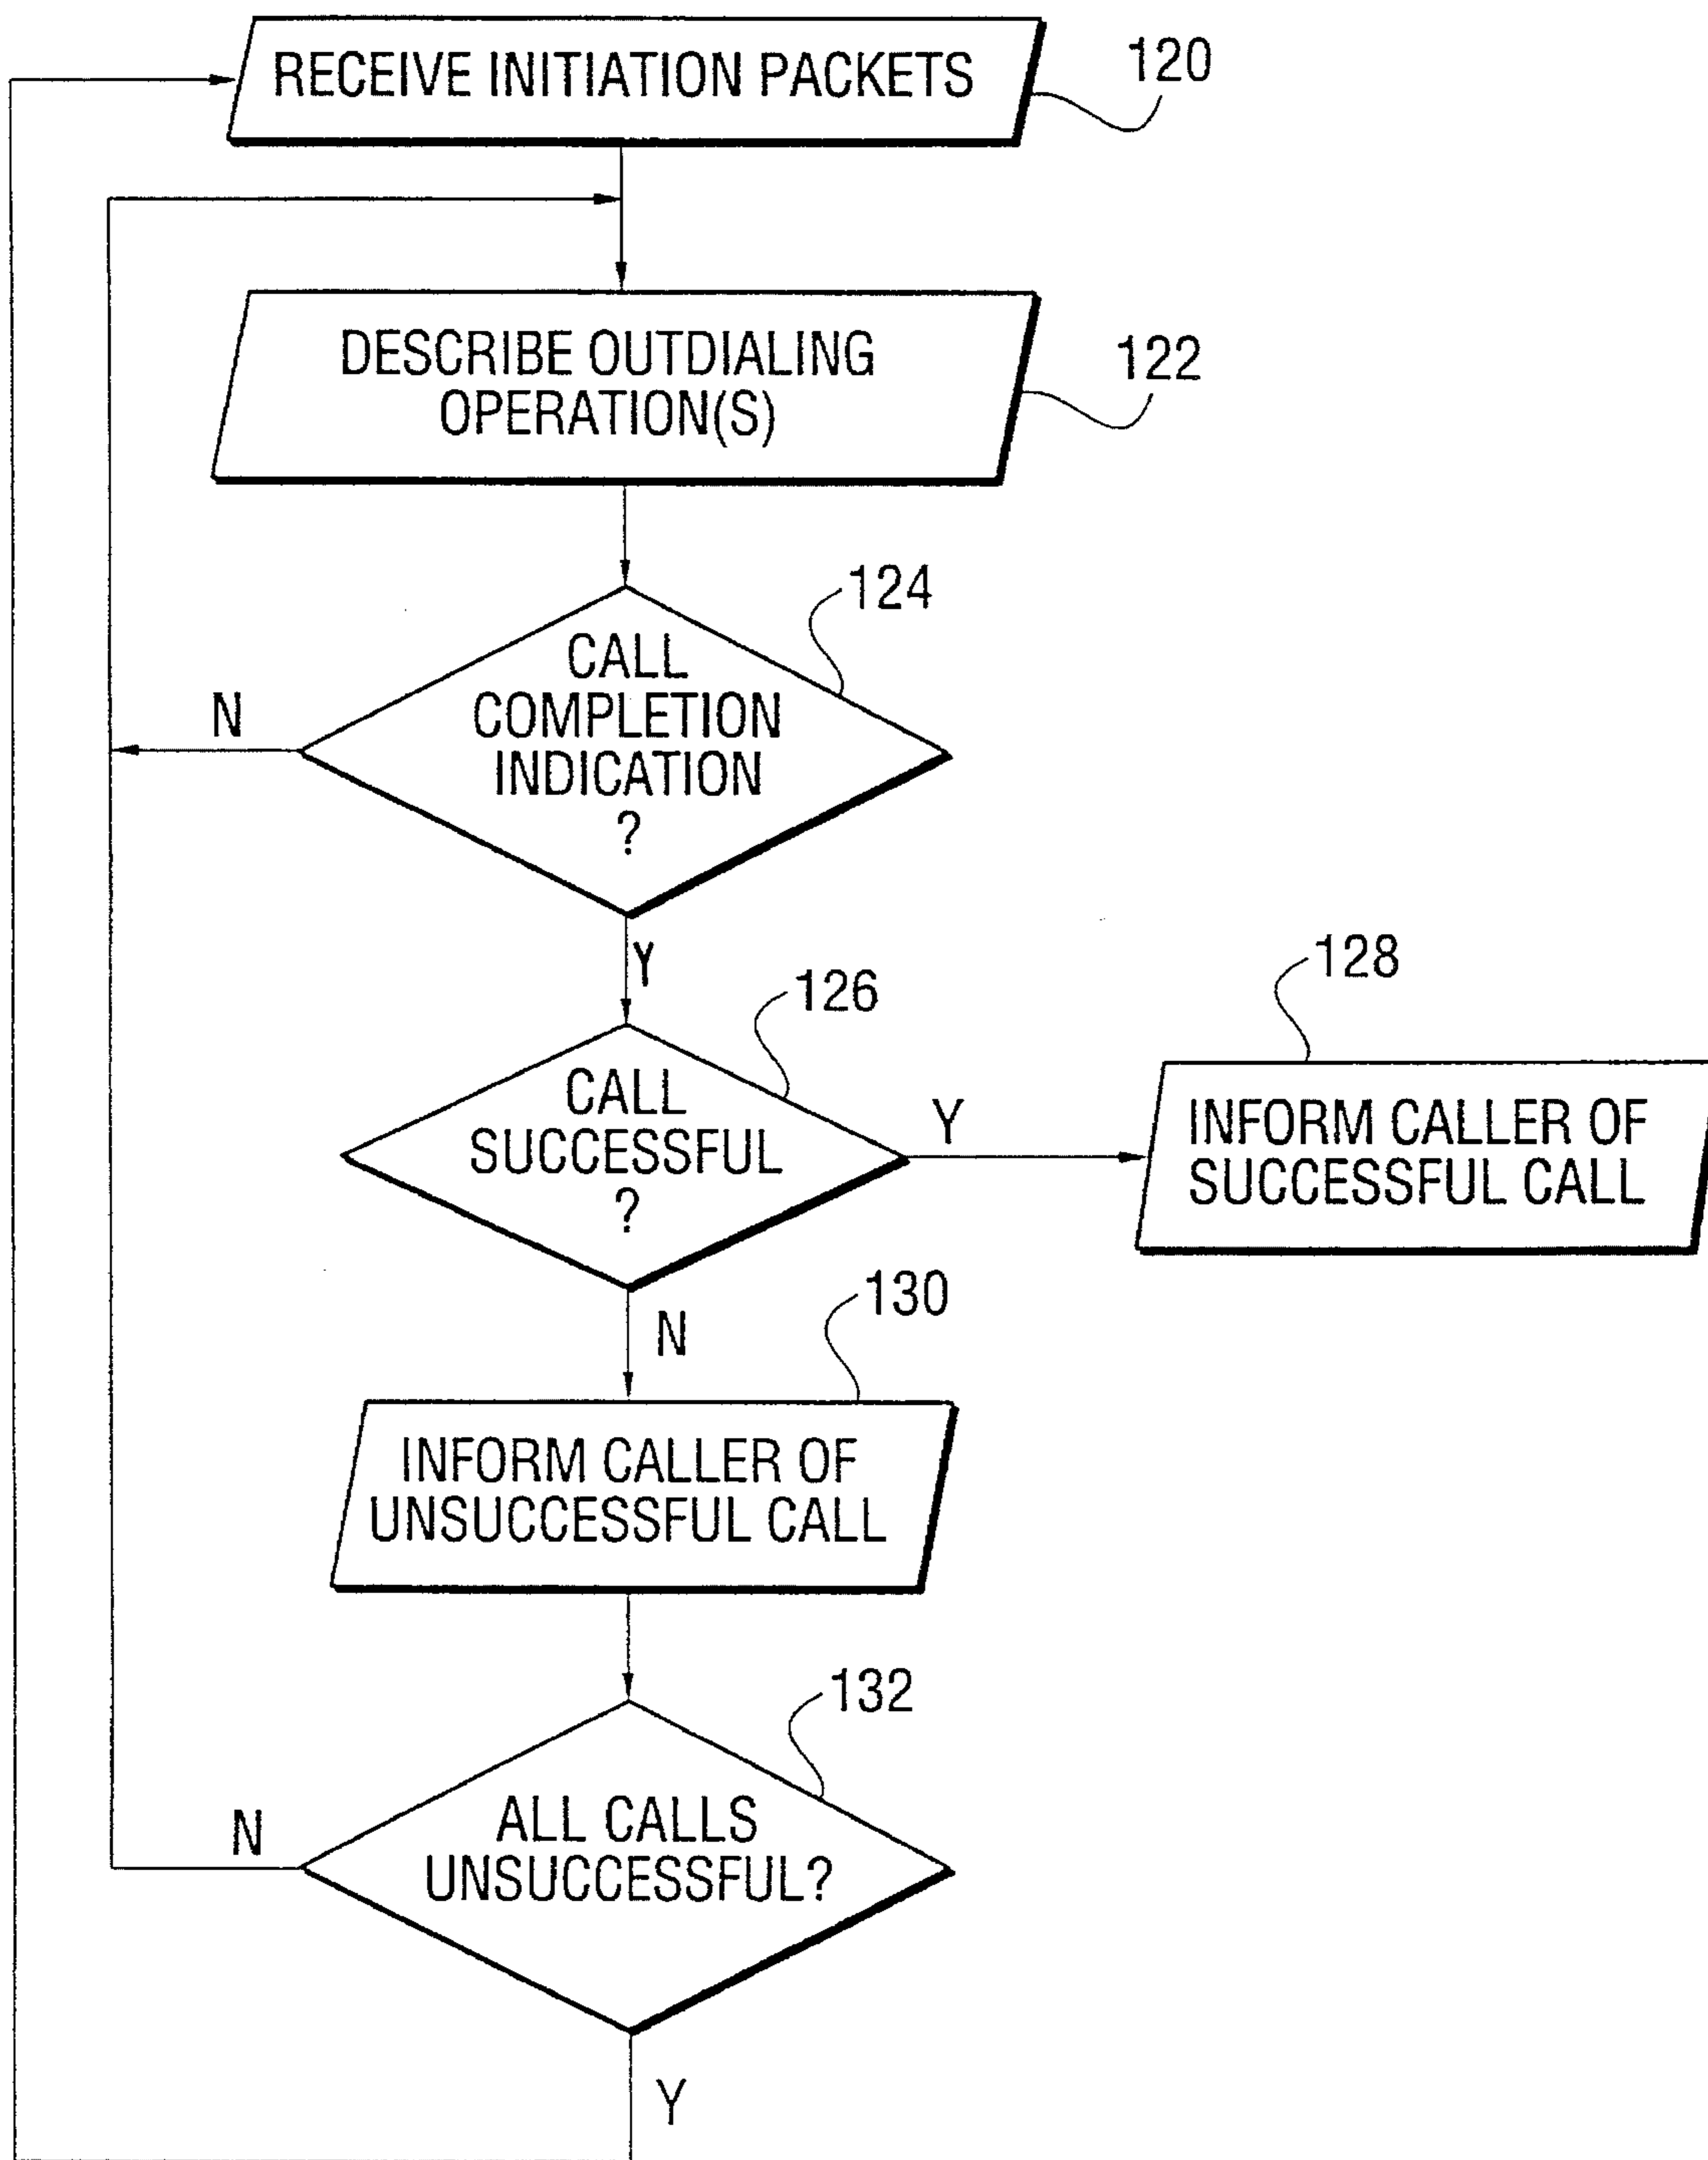 RECEIVE INITIATION PACKETS
120
DESCRIBE OUTDIALING
OPERATION(S)
122
124
CALL
COMPLETION
INDICATION
?
N
Y
126
128
CALL
SUCCESSFUL
?
Y
INFORM CALLER OF
SUCCESSFUL CALL
N
130
INFORM CALLER OF
UNSUCCESSFUL CALL
132
ALL CALLS
UNSUCCESSFUL?
N
Y